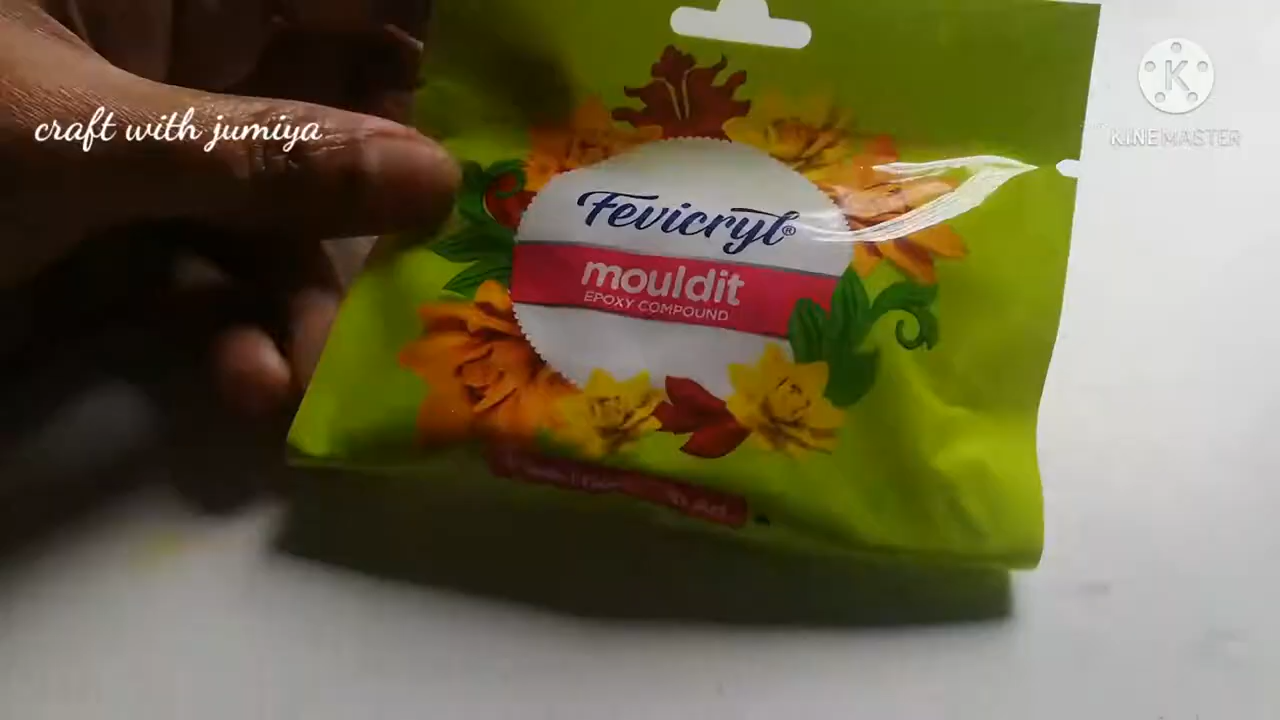 craft with jumiya
K
KINEMASTER
Fevicryl®
mouldit
EPOXY COMPOUND